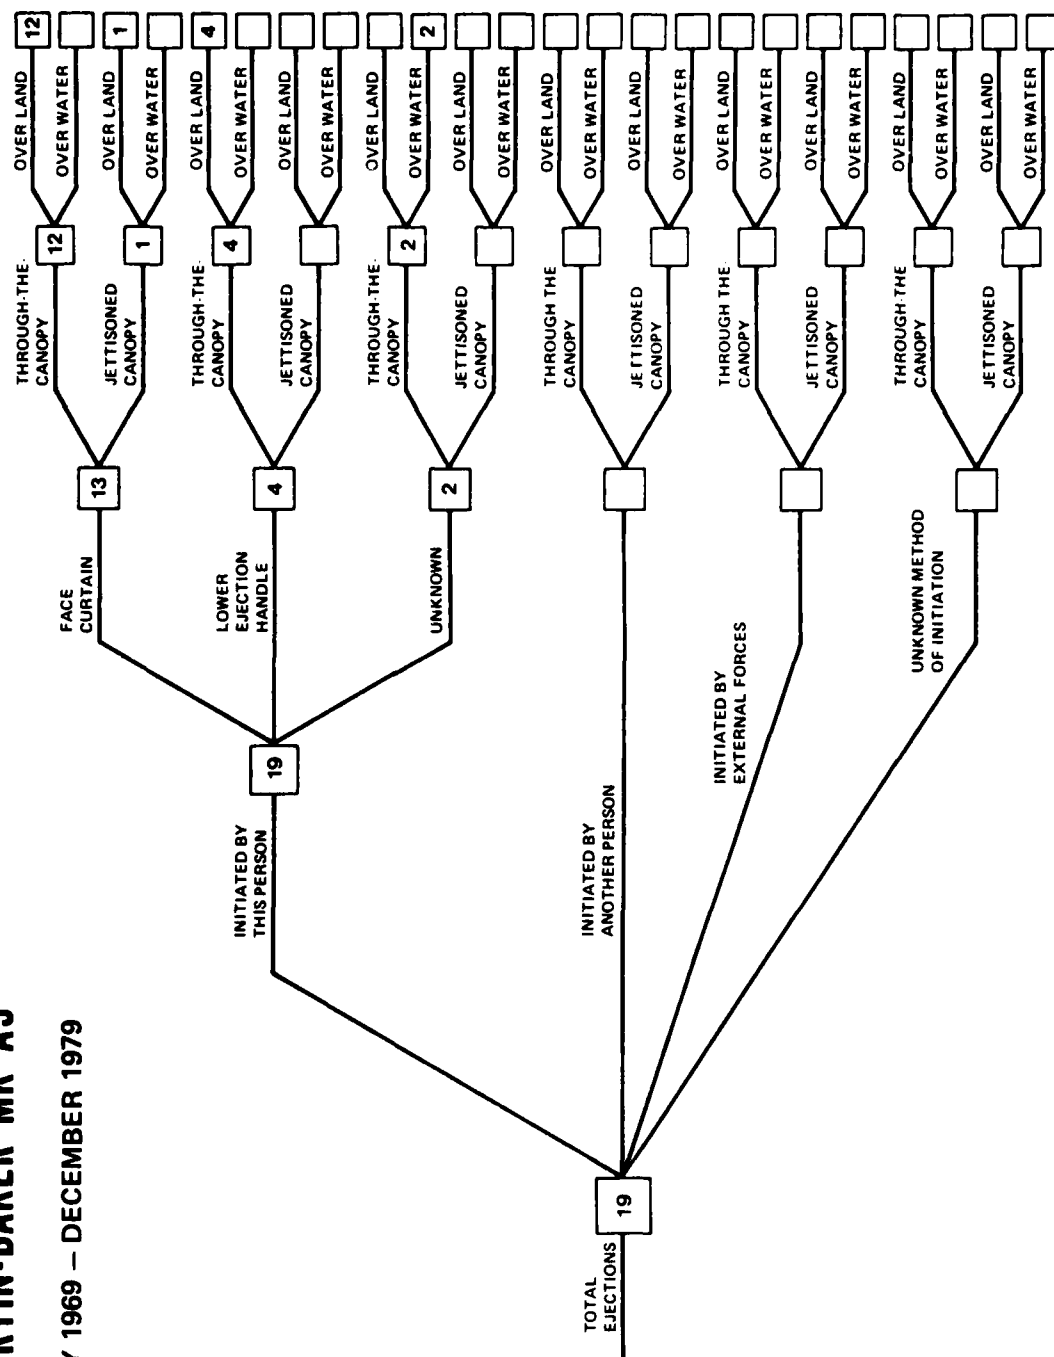 RTIN-BAKER MK A5
Y 1969 – DECEMBER 1979
TOTAL
EJECTIONS
19
INITIATED BY
THIS PERSON
19
INITIATED BY
ANOTHER PERSON
INITIATED BY
EXTERNAL FORCES
UNKNOWN METHOD
OF INITIATION
FACE
CURTAIN
13
LOWER
EJECTION
HANDLE
4
UNKNOWN
2
THROUGH-THE-
CANOPY
12
JETTISONED
CANOPY
1
THROUGH-THE-
CANOPY
4
JETTISONED
CANOPY
THROUGH-THE-
CANOPY
2
JETTISONED
CANOPY
THROUGH THE
CANOPY
JETTISONED
CANOPY
THROUGH THE
CANOPY
JETTISONED
CANOPY
THROUGH-THE
CANOPY
JETTISONED
CANOPY
OVER LAND 12
OVER WATER
OVER LAND 1
OVER WATER
OVER LAND 4
OVER WATER
OVER LAND
OVER WATER
OVER LAND
OVER WATER 2
OVER LAND
OVER WATER
OVER LAND
OVER WATER
OVER LAND
OVER WATER
OVER LAND
OVER WATER
OVER LAND
OVER WATER
OVER LAND
OVER WATER
OVER LAND
OVER WATER